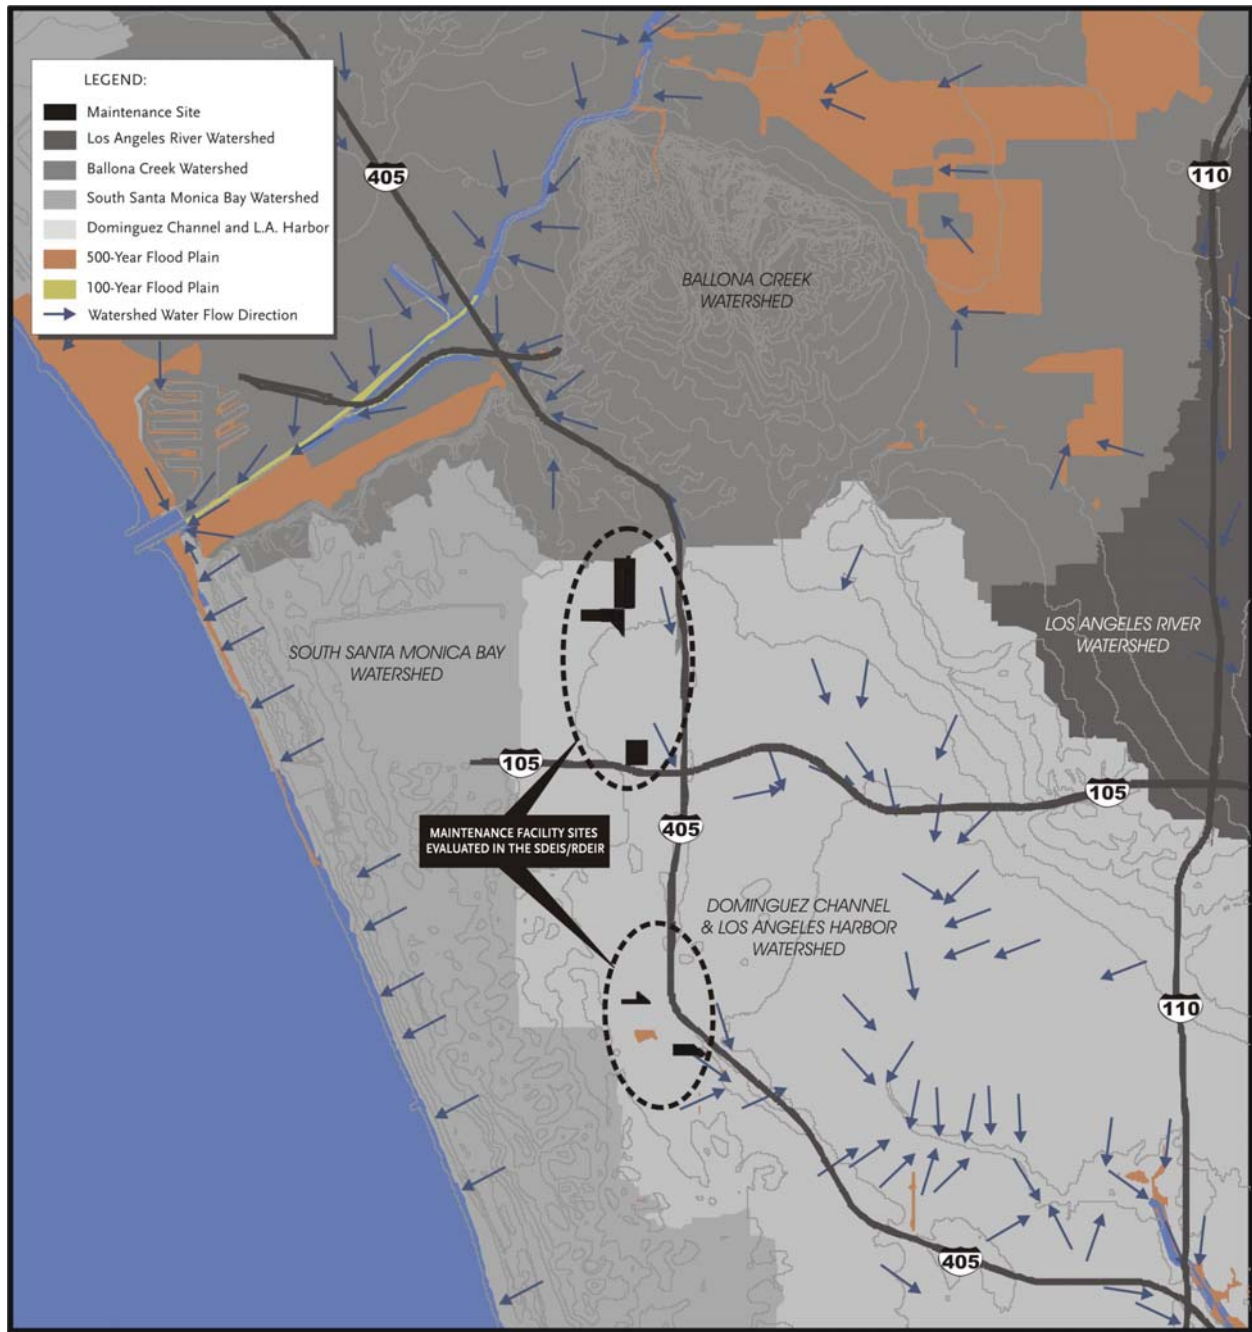 LEGEND:
Maintenance Site
Los Angeles River Watershed
Ballona Creek Watershed
South Santa Monica Bay Watershed
Dominguez Channel and L.A. Harbor
500-Year Flood Plain
100-Year Flood Plain
Watershed Water Flow Direction
405
110
BALLONA CREEK
WATERSHED
LOS ANGELES RIVER
WATERSHED
SOUTH SANTA MONICA BAY
WATERSHED
105
105
405
MAINTENANCE FACILITY SITES
EVALUATED IN THE SDEIS/RDEIR
DOMINGUEZ CHANNEL
& LOS ANGELES HARBOR
WATERSHED
110
405